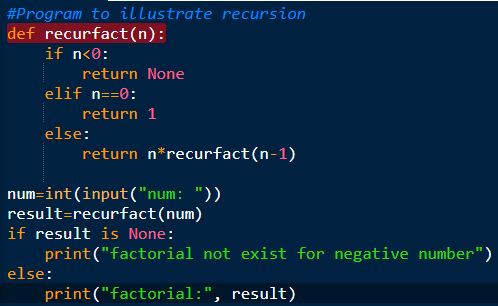 #Program to illustrate recursion
def recurfact(n):
    if n<0:
        return None
    elif n==0:
        return 1
    else:
        return n*recurfact(n-1)

num=int(input("num: "))
result=recurfact(num)
if result is None:
    print("factorial not exist for negative number")
else:
    print("factorial:", result)